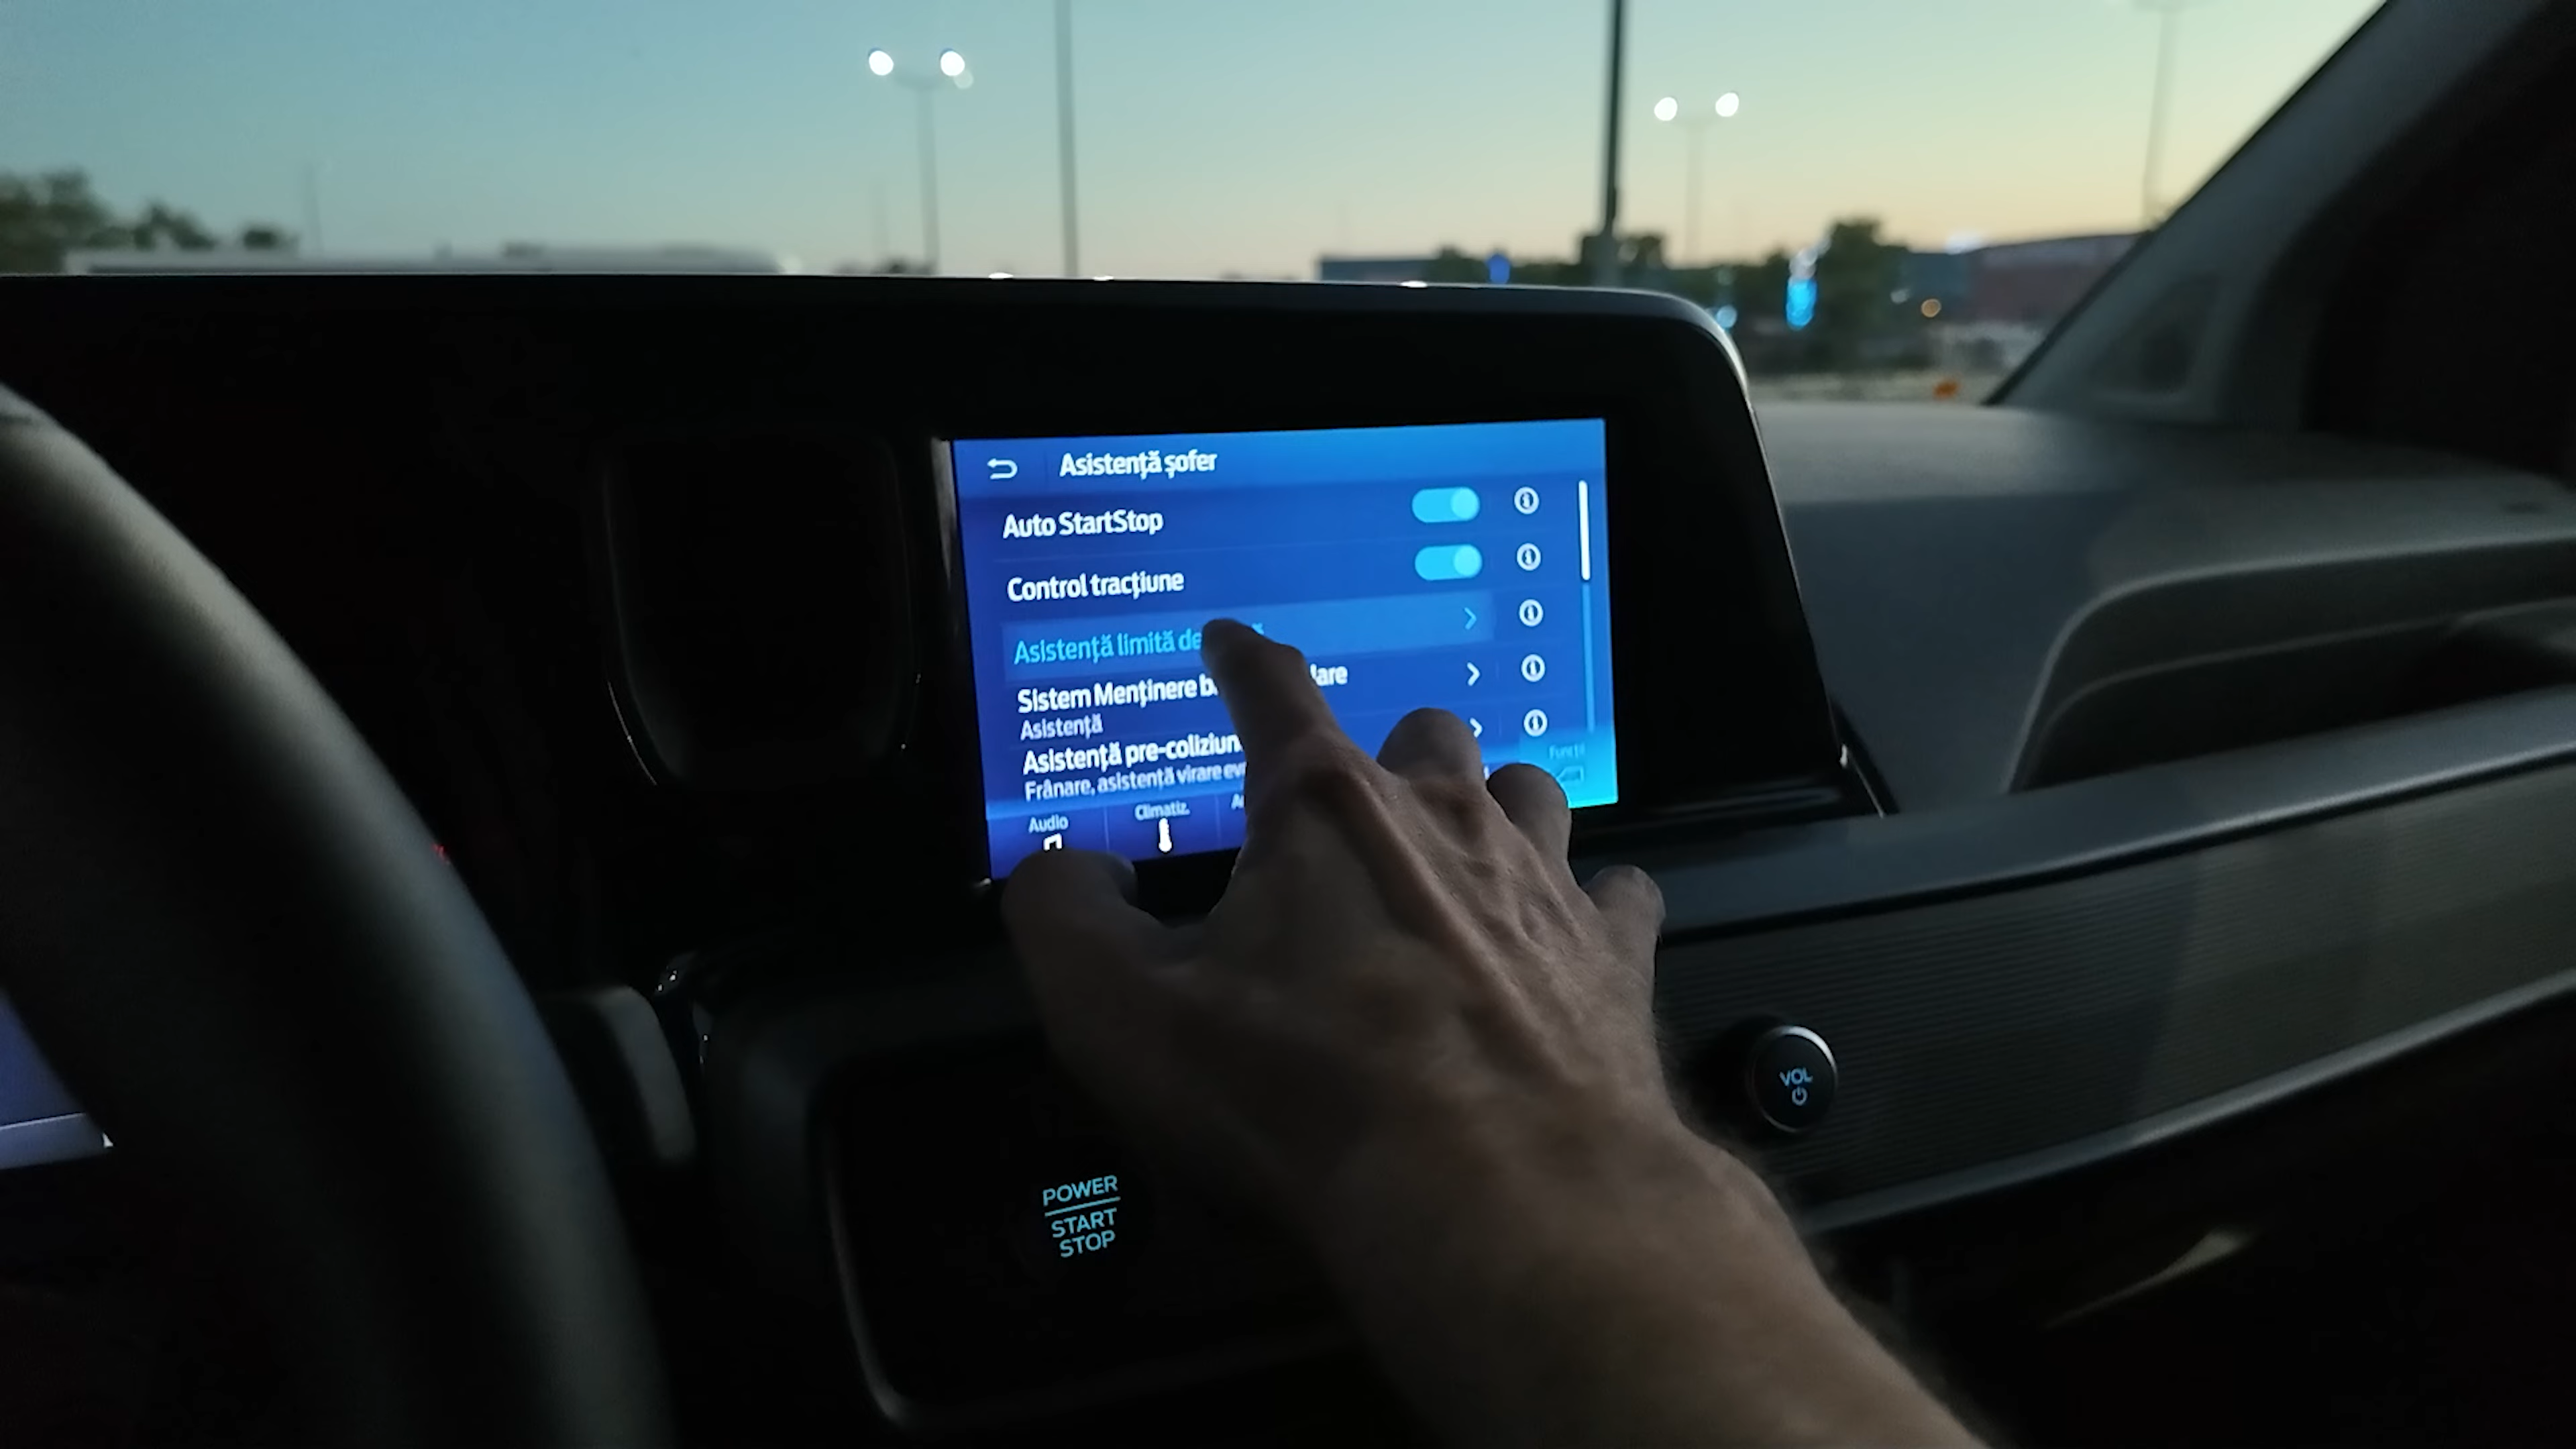 Asistență șofer
Auto StartStop
Control tracțiune
Asistență limită de
Sistem Menținere
Asistență
Asistență pre-coliziun
Frânare, asistență virare
Funcții
Audio
Climatiz.
VOL
POWER
START
STOP